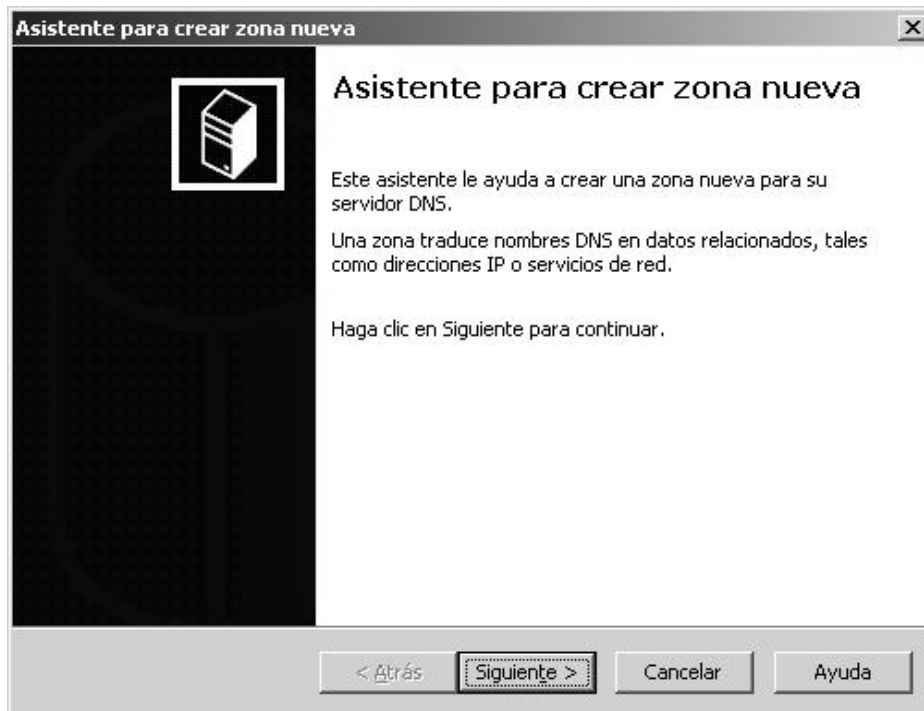 Asistente para crear zona nueva
Asistente para crear zona nueva
Este asistente le ayuda a crear una zona nueva para su
servidor DNS.
Una zona traduce nombres DNS en datos relacionados, tales
como direcciones IP o servicios de red.
Haga clic en Siguiente para continuar.
< Atrás
Siguiente >
Cancelar
Ayuda